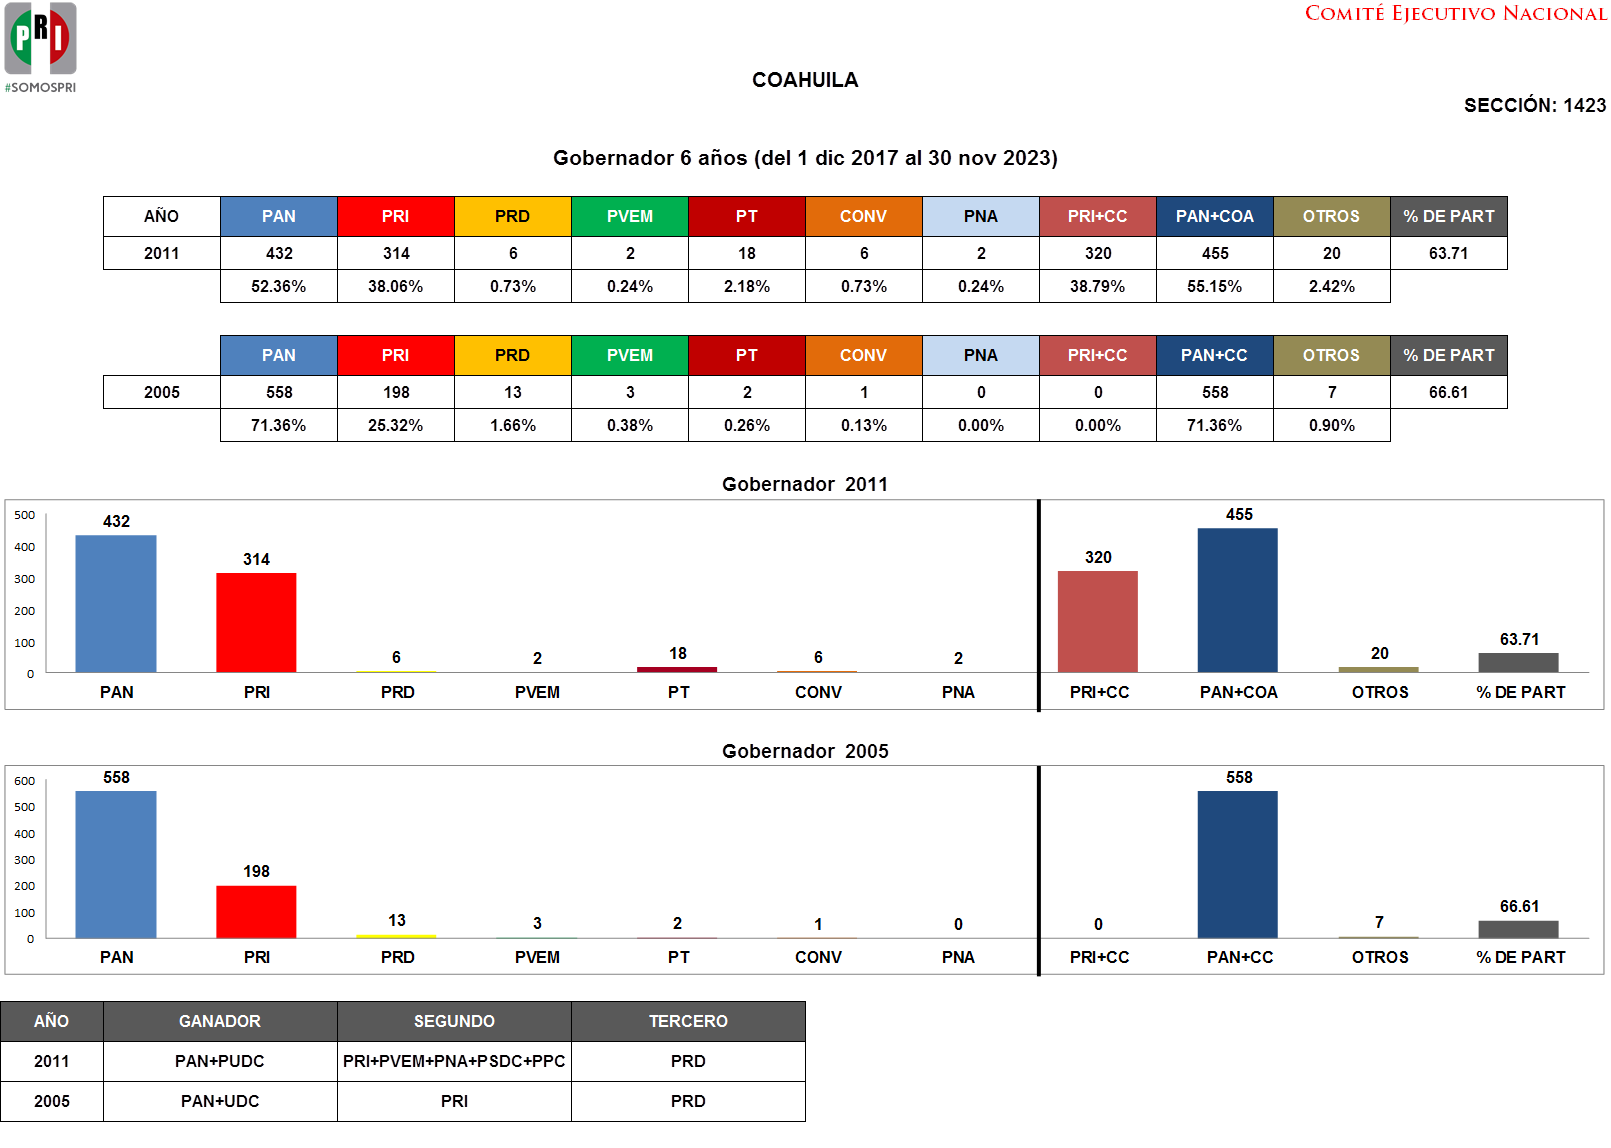 PRI
#SOMOSPRI
COMITÉ EJECUTIVO NACIONAL
COAHUILA
SECCIÓN: 1423
Gobernador 6 años (del 1 dic 2017 al 30 nov 2023)
AÑO PAN PRI PRD PVEM PT CONV PNA PRI+CC PAN+COA OTROS % DE PART
2011 432 314 6 2 18 6 2 320 455 20 63.71
52.36% 38.06% 0.73% 0.24% 2.18% 0.73% 0.24% 38.79% 55.15% 2.42%
PAN PRI PRD PVEM PT CONV PNA PRI+CC PAN+CC OTROS % DE PART
2005 558 198 13 3 2 1 0 0 558 7 66.61
71.36% 25.32% 1.66% 0.38% 0.26% 0.13% 0.00% 0.00% 71.36% 0.90%
Gobernador 2011
500
400
300
200
100
0
432 314 6 2 18 6 2 320 455 20 63.71
PAN PRI PRD PVEM PT CONV PNA PRI+CC PAN+COA OTROS % DE PART
Gobernador 2005
600
500
400
300
200
100
0
558 198 13 3 2 1 0 0 558 7 66.61
PAN PRI PRD PVEM PT CONV PNA PRI+CC PAN+CC OTROS % DE PART
AÑO GANADOR SEGUNDO TERCERO
2011 PAN+PUDC PRI+PVEM+PNA+PSDC+PPC PRD
2005 PAN+UDC PRI PRD